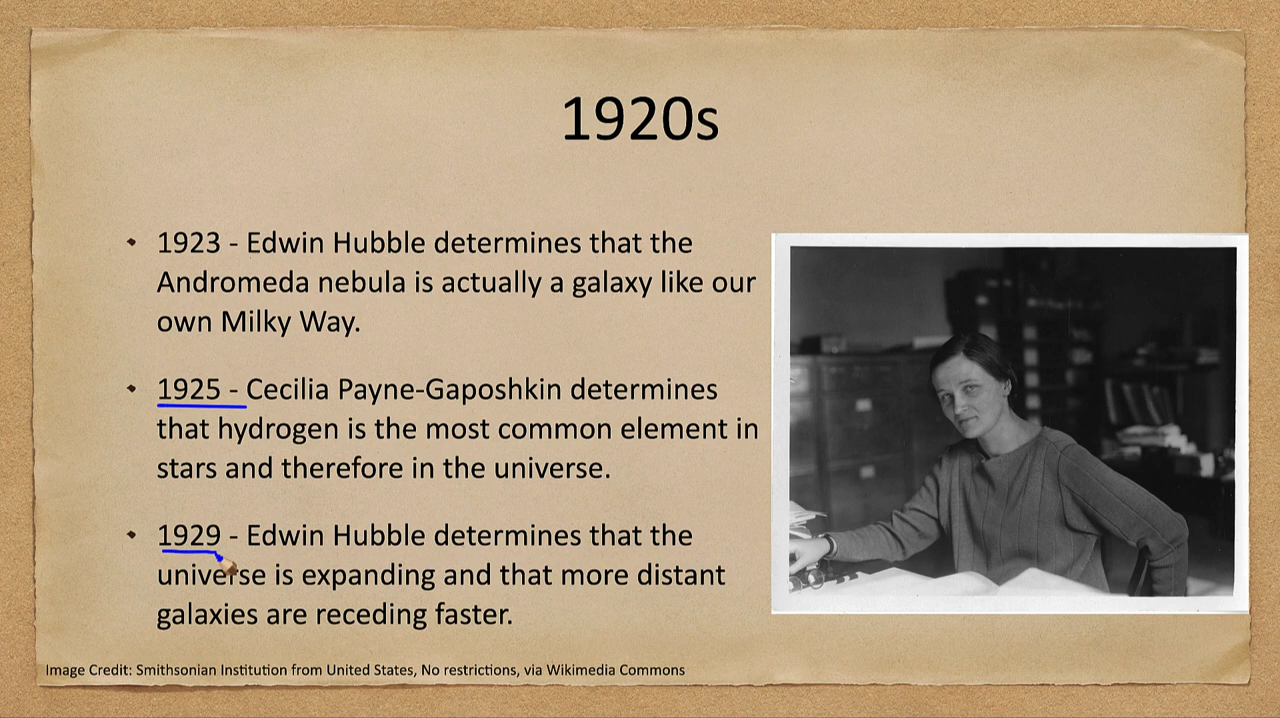 1920s
• 1923 - Edwin Hubble determines that the
Andromeda nebula is actually a galaxy like our
own Milky Way.
• 1925 - Cecilia Payne-Gaposhkin determines
that hydrogen is the most common element in
stars and therefore in the universe.
• 1929 - Edwin Hubble determines that the
universe is expanding and that more distant
galaxies are receding faster.
Image Credit: Smithsonian Institution from United States, No restrictions, via Wikimedia Commons